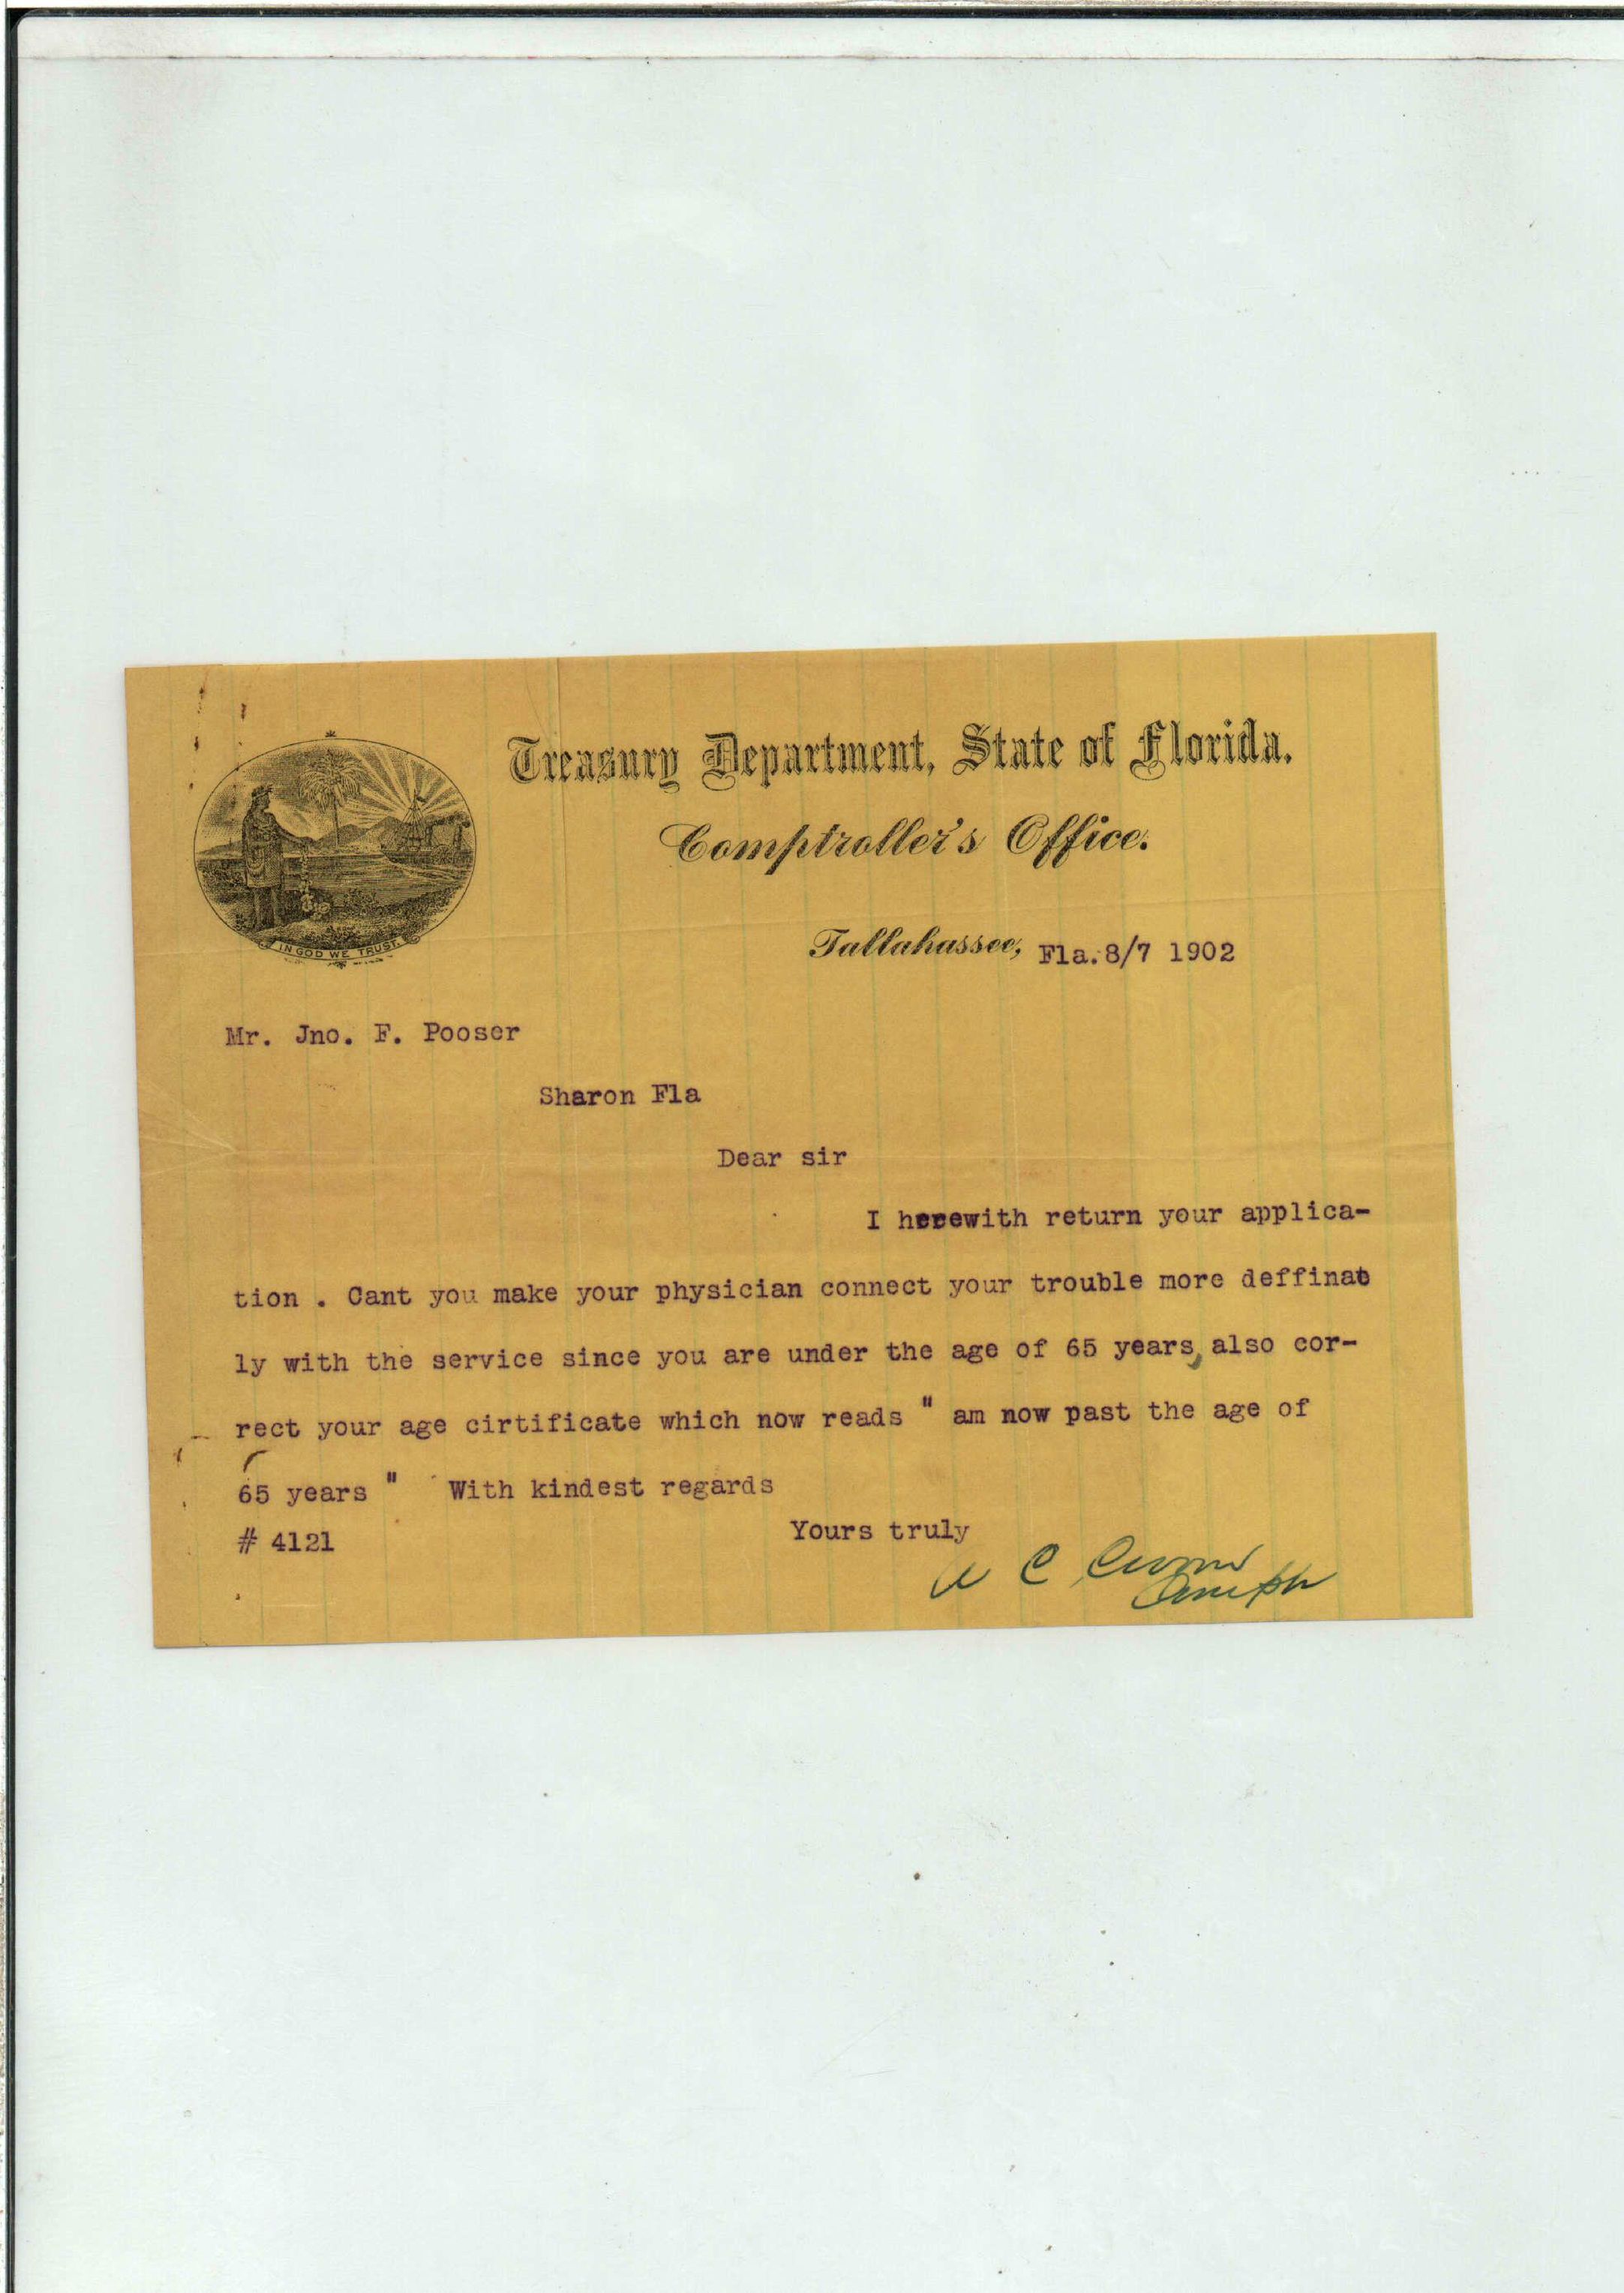 Treasury Department, State of Florida.
Comptroller's Office.
IN GOD WE TRUST.
Tallahassee, Fla. 8/7 1902
Mr. Jno. F. Pooser
Sharon Fla
Dear sir
I herewith return your applica-
tion . Cant you make your physician connect your trouble more deffinat
ly with the service since you are under the age of 65 years, also cor-
rect your age cirtificate which now reads " am now past the age of
65 years " With kindest regards
# 4121
Yours truly
A C Croom
Compt